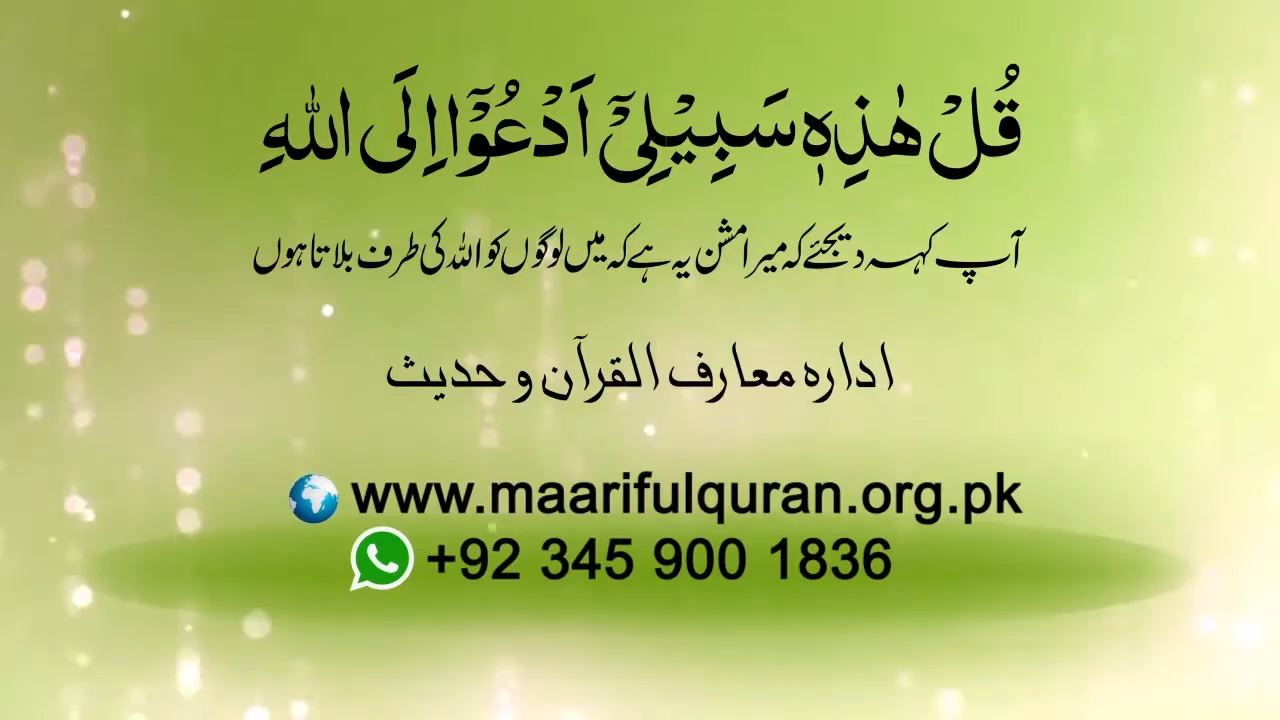 قُلْ هٰذِهٖ سَبِيْلِيْٓ اَدْعُوْٓا اِلَى اللّٰهِ
آپ کہہ دیجئے کہ میرا مشن یہ ہے کہ میں لوگوں کو اللہ کی طرف بلاتا ہوں
ادارہ معارف القرآن و حدیث
www.maarifulquran.org.pk
+92 345 900 1836